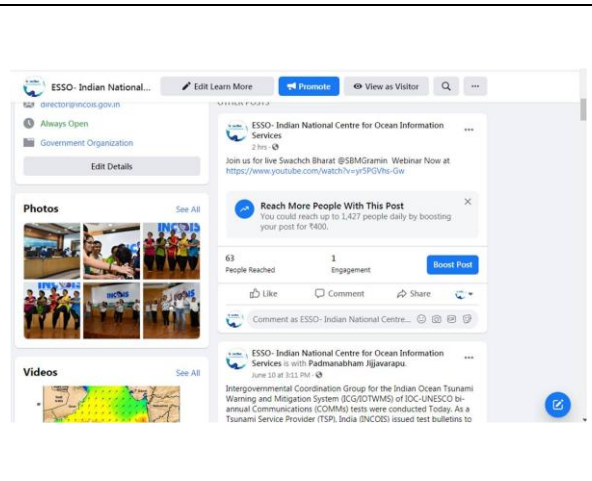 ESSO- Indian National...
Edit Learn More
Promote
View as Visitor
director@incois.gov.in
Always Open
Government Organization
Edit Details
Photos
See All
INCOIS
Videos
See All
OTHER POSTS
ESSO- Indian National Centre for Ocean Information
Services
2 hrs ·
Join us for live Swachch Bharat @SBMGramin Webinar Now at
https://www.youtube.com/watch?v=yr5PGVhs-Gw
Reach More People With This Post
You could reach up to 1,427 people daily by boosting
your post for ₹400.
63
People Reached
1
Engagement
Boost Post
Like
Comment
Share
Comment as ESSO- Indian National Centre...
ESSO- Indian National Centre for Ocean Information
Services is with Padmanabham Jijjavarapu.
June 10 at 3:11 PM ·
Intergovernmental Coordination Group for the Indian Ocean Tsunami
Warning and Mitigation System (ICG/IOTWMS) of IOC-UNESCO bi-
annual Communications (COMMs) tests were conducted Today. As a
Tsunami Service Provider (TSP), India (INCOIS) issued test bulletins to